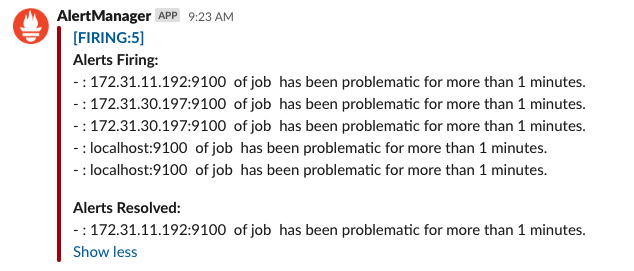 AlertManager APP 9:23 AM
[FIRING:5]
Alerts Firing:
- : 172.31.11.192:9100 of job has been problematic for more than 1 minutes.
- : 172.31.30.197:9100 of job has been problematic for more than 1 minutes.
- : 172.31.30.197:9100 of job has been problematic for more than 1 minutes.
- : localhost:9100 of job has been problematic for more than 1 minutes.
- : localhost:9100 of job has been problematic for more than 1 minutes.
Alerts Resolved:
- : 172.31.11.192:9100 of job has been problematic for more than 1 minutes.
Show less